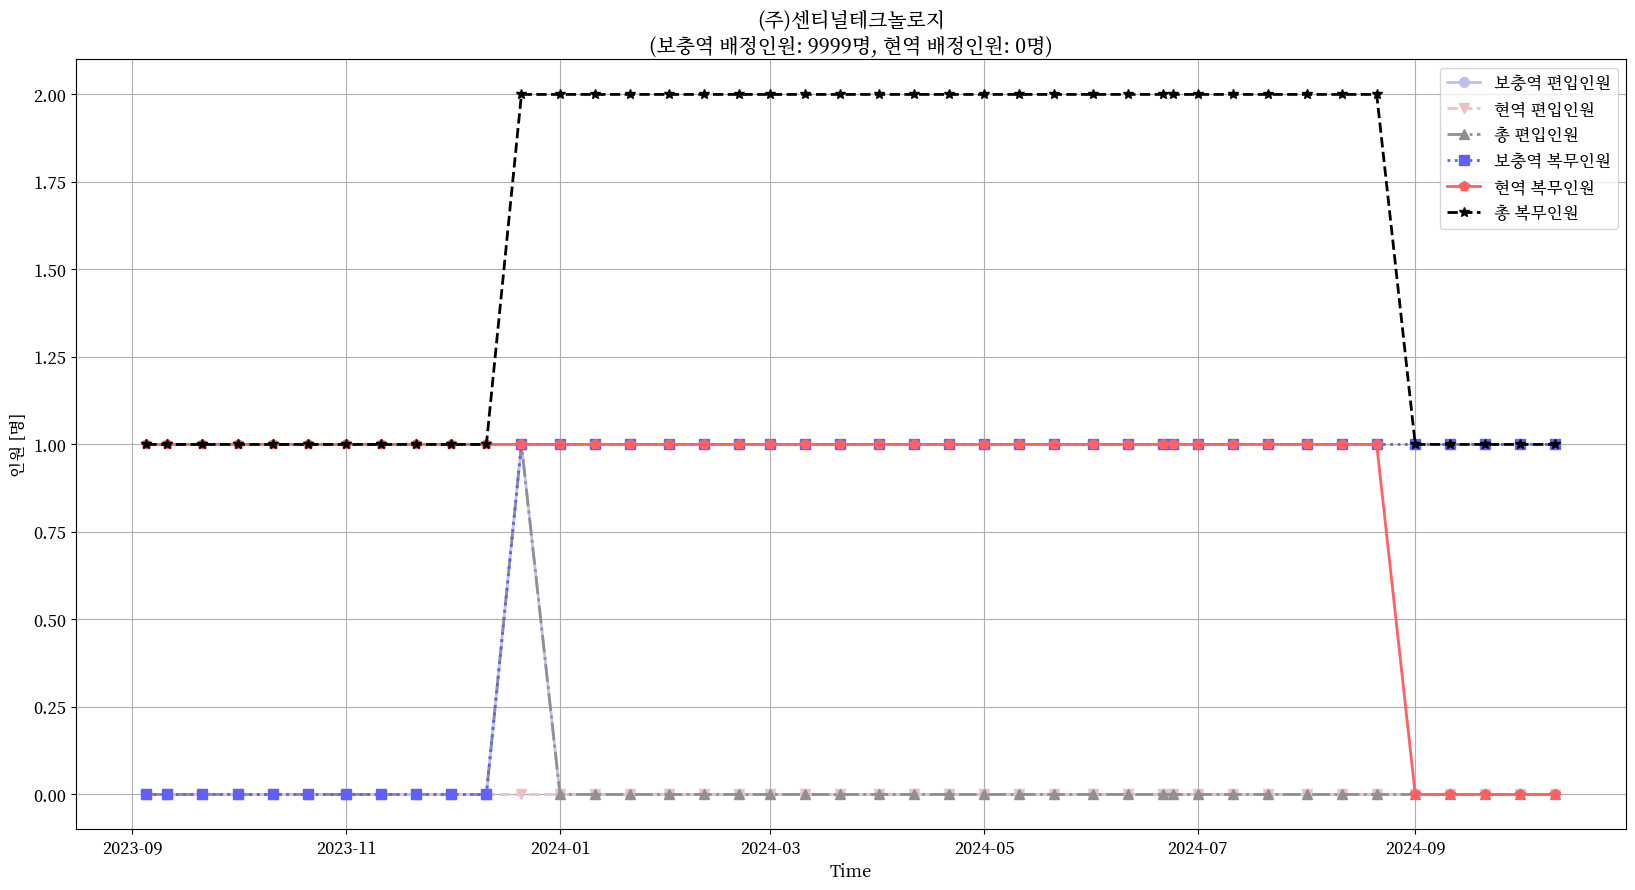 (주)센티널테크놀로지
(보충역 배정인원: 9999명, 현역 배정인원: 0명)
보충역 편입인원
현역 편입인원
총 편입인원
보충역 복무인원
현역 복무인원
총 복무인원
2.00
1.75
1.50
1.25
1.00
0.75
0.50
0.25
0.00
인원 [명]
2023-09 2023-11 2024-01 2024-03 2024-05 2024-07 2024-09
Time